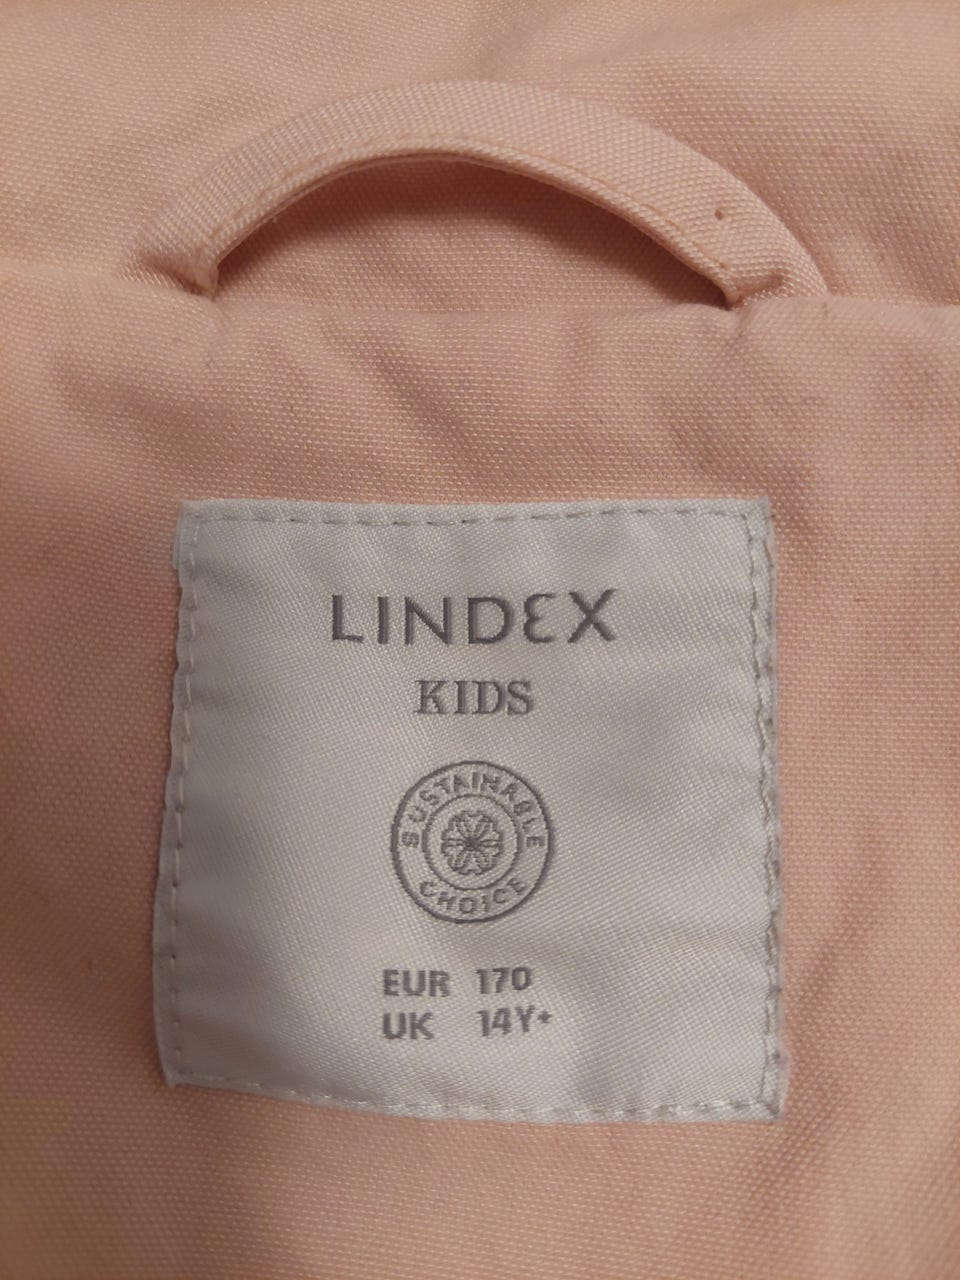 LINDEX
KIDS
SUSTAINABLE
CHOICE
EUR 170
UK 14Y+